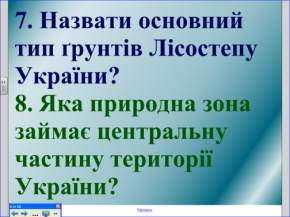 7. Назвати основний
тип ґрунтів Лісостепу
України?
8. Яка природна зона
займає центральну
частину території
України?